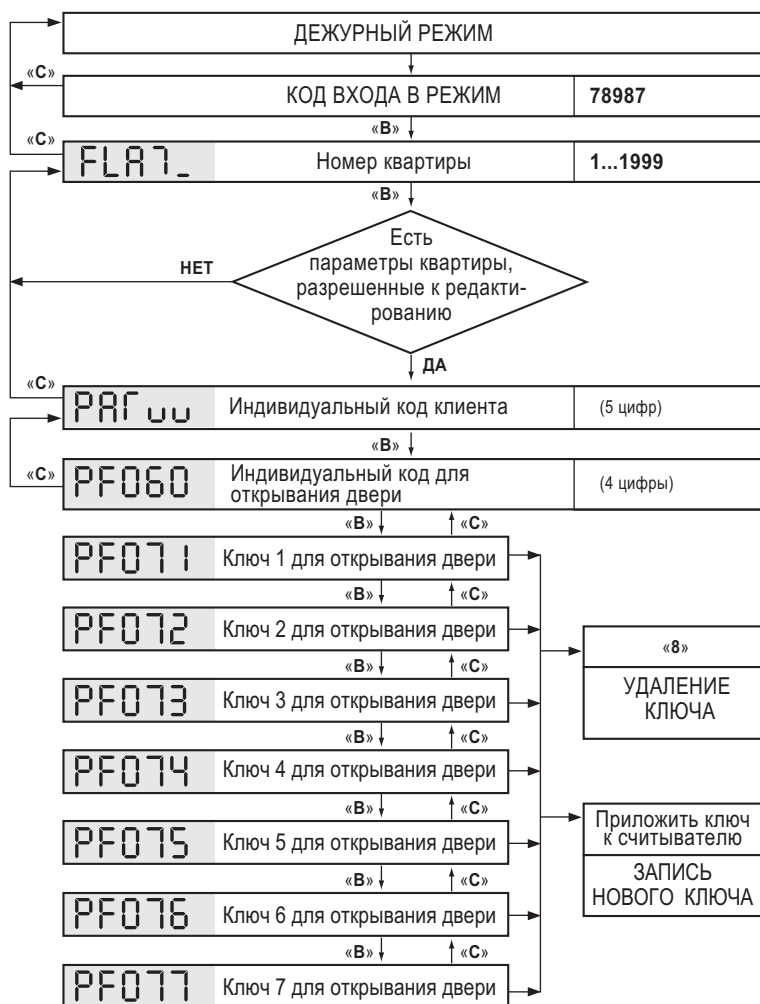 ДЕЖУРНЫЙ РЕЖИМ
«С»
КОД ВХОДА В РЕЖИМ 78987
«В»
«С»
FLAT_ Номер квартиры 1...1999
«В»
Есть
параметры квартиры,
разрешенные к редакти-
рованию
НЕТ
ДА
«С»
PAГ uu Индивидуальный код клиента (5 цифр)
«В»
«С»
PF060 Индивидуальный код для
открывания двери
(4 цифры)
«В» «С»
PF071 Ключ 1 для открывания двери
«В» «С»
PF072 Ключ 2 для открывания двери
«В» «С»
PF073 Ключ 3 для открывания двери
«В» «С»
PF074 Ключ 4 для открывания двери
«В» «С»
PF075 Ключ 5 для открывания двери
«В» «С»
PF076 Ключ 6 для открывания двери
«В» «С»
PF077 Ключ 7 для открывания двери
«8»
УДАЛЕНИЕ
КЛЮЧА
Приложить ключ
к считывателю
ЗАПИСЬ
НОВОГО КЛЮЧА